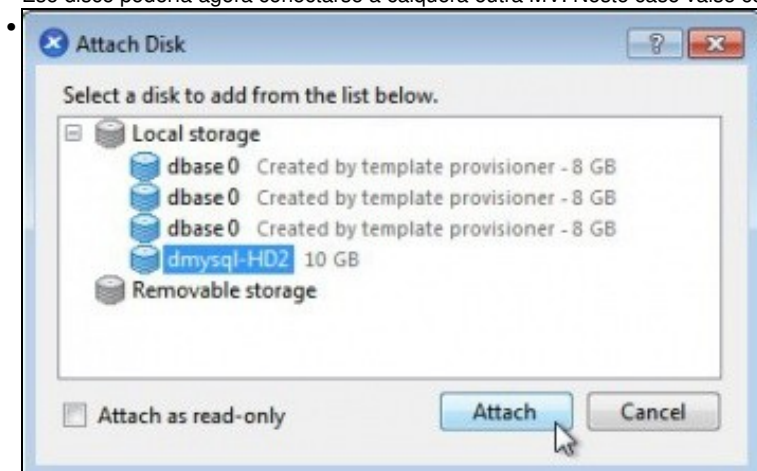 Attach Disk
Select a disk to add from the list below.
Local storage
dbase 0 Created by template provisioner - 8 GB
dbase 0 Created by template provisioner - 8 GB
dbase 0 Created by template provisioner - 8 GB
dmysql-HD2 10 GB
Removable storage
Attach as read-only Attach Cancel